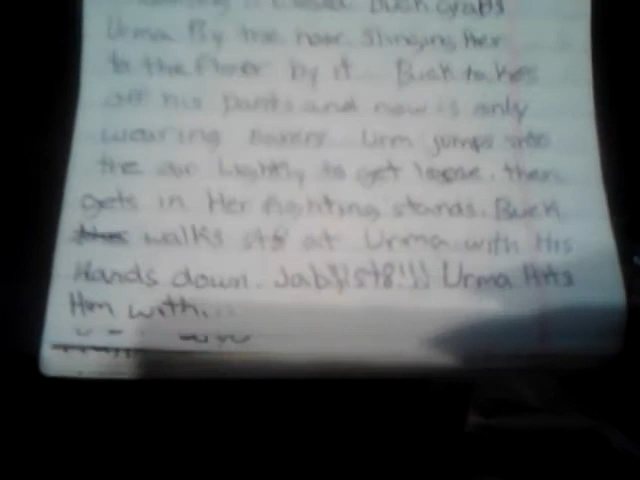 Buck grabs
Urma By the hair Slinging Her
to the floor by it Buck takes
off his pants and now is only
wearing boxers Urm jumps into
the air lightly to get loose. then
gets in Her fighting stands. Buck
walks st8 at Urma with His
Hands down. Jab
Urma Hits
Him with...